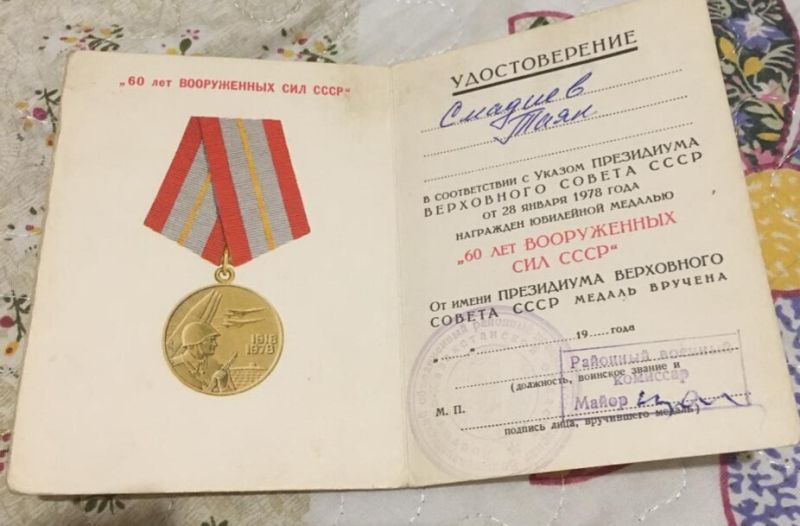 „60 лет ВООРУЖЕННЫХ СИЛ СССР"
1918
1978
УДОСТОВЕРЕНИЕ
Смадиев
Таян
В СООТВЕТСТВИИ С УКАЗОМ ПРЕЗИДИУМА
ВЕРХОВНОГО СОВЕТА СССР
ОТ 28 ЯНВАРЯ 1978 ГОДА
НАГРАЖДЕН ЮБИЛЕЙНОЙ МЕДАЛЬЮ
„60 ЛЕТ ВООРУЖЕННЫХ
СИЛ СССР"
От имени ПРЕЗИДИУМА ВЕРХОВНОГО
СОВЕТА СССР МЕДАЛЬ ВРУЧЕНА
„......"............ 19.....года
Районный военный
комиссар
(должность, воинское звание и
Майор
М. П.
подпись лица, вручившего медаль)